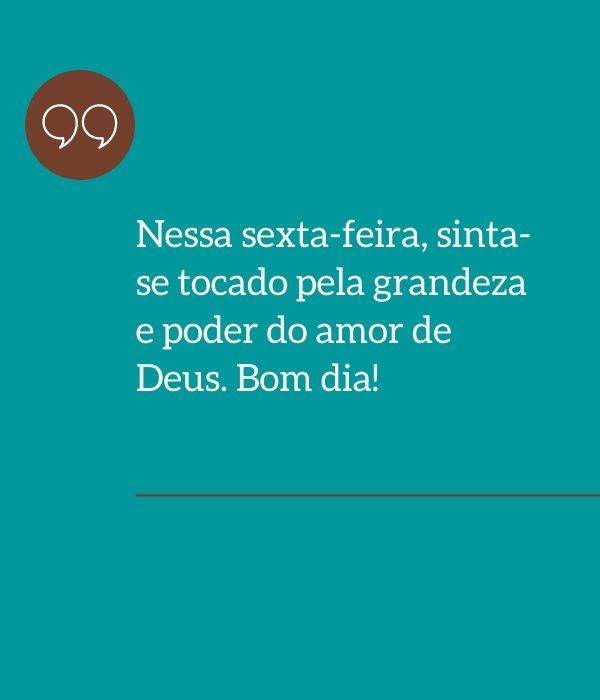 Nessa sexta-feira, sinta-
se tocado pela grandeza
e poder do amor de
Deus. Bom dia!